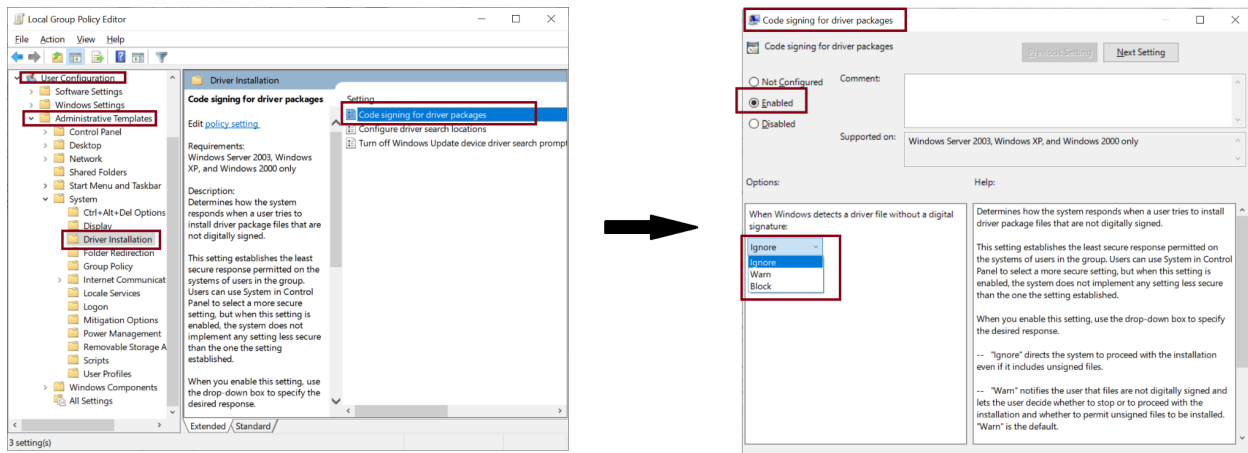 Local Group Policy Editor
File Action View Help
User Configuration
Software Settings
Windows Settings
Administrative Templates
Control Panel
Desktop
Network
Shared Folders
Start Menu and Taskbar
System
Ctrl+Alt+Del Options
Display
Driver Installation
Folder Redirection
Group Policy
Internet Communicat
Locale Services
Logon
Mitigation Options
Power Management
Removable Storage A
Scripts
User Profiles
Windows Components
All Settings
Driver Installation
Code signing for driver packages
Edit policy setting
Requirements:
Windows Server 2003, Windows
XP, and Windows 2000 only
Description:
Determines how the system
responds when a user tries to
install driver package files that are
not digitally signed.
This setting establishes the least
secure response permitted on the
systems of users in the group.
Users can use System in Control
Panel to select a more secure
setting, but when this setting is
enabled, the system does not
implement any setting less secure
than the one the setting
established.
When you enable this setting, use
the drop-down box to specify the
desired response.
Setting
Code signing for driver packages
Configure driver search locations
Turn off Windows Update device driver search prompt
Extended Standard
3 setting(s)
Code signing for driver packages
Code signing for driver packages
Previous Setting Next Setting
Not Configured
Enabled
Disabled
Comment:
Supported on:
Windows Server 2003, Windows XP, and Windows 2000 only
Options:
Help:
When Windows detects a driver file without a digital
signature:
Ignore
Ignore
Warn
Block
Determines how the system responds when a user tries to install
driver package files that are not digitally signed.
This setting establishes the least secure response permitted on
the systems of users in the group. Users can use System in Control
Panel to select a more secure setting, but when this setting is
enabled, the system does not implement any setting less secure
than the one the setting established.
When you enable this setting, use the drop-down box to specify
the desired response.
-- "Ignore" directs the system to proceed with the installation
even if it includes unsigned files.
-- "Warn" notifies the user that files are not digitally signed and
lets the user decide whether to stop or to proceed with the
installation and whether to permit unsigned files to be installed.
"Warn" is the default.